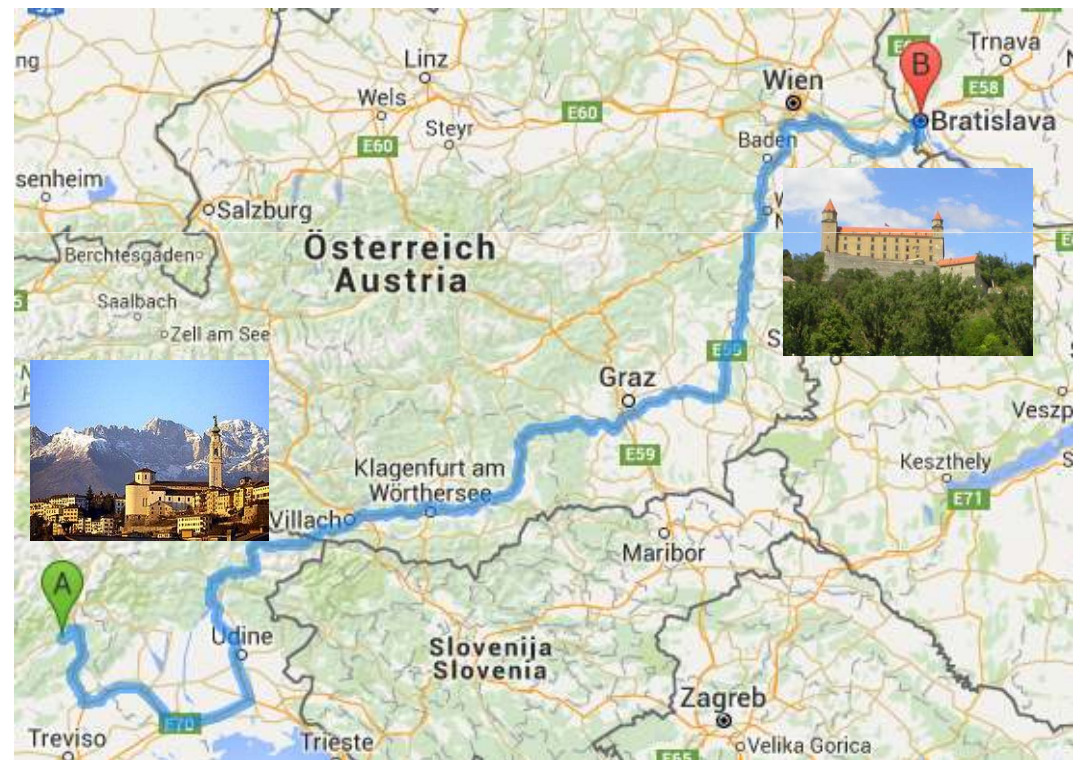 Linz
Trnava
ng
B
Wien
Wels
E58
E60
Bratislava
Steyr
E60
Baden
senheim
Salzburg
Österreich
Austria
Berchtesgaden
Saalbach
Zell am See
E59
Graz
Veszp
E59
Keszthely
Klagenfurt am
Wörthersee
E71
Villach
Maribor
A
Udine
Slovenija
Slovenia
Zagreb
E70
Treviso
Trieste
Velika Gorica
E65